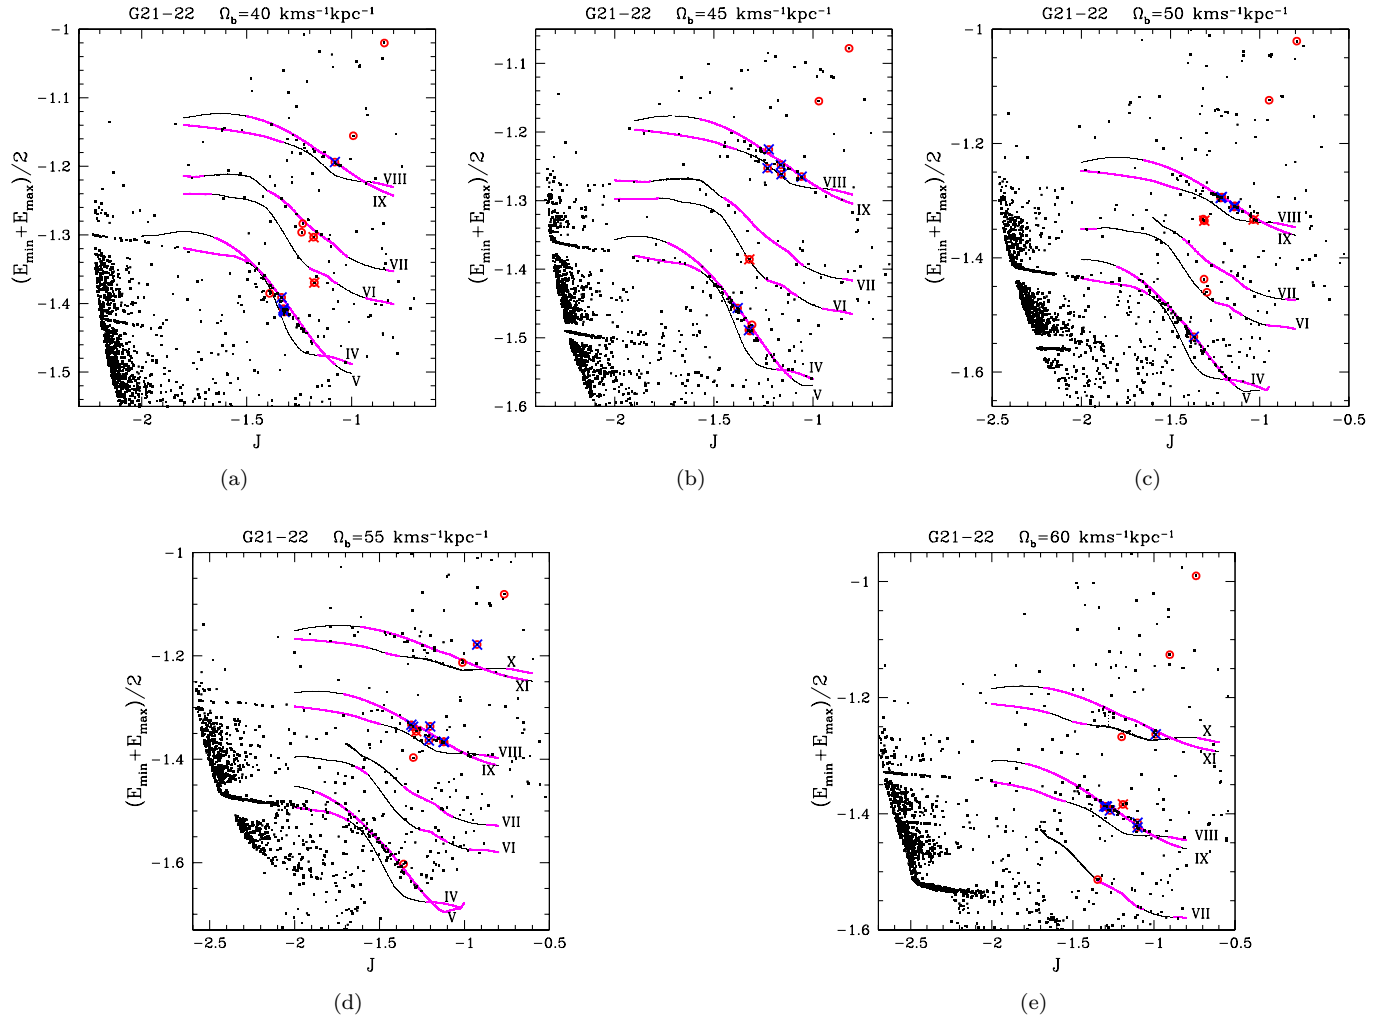 G21−22 Ω_b=40 kms⁻¹kpc⁻¹
G21−22 Ω_b=45 kms⁻¹kpc⁻¹
G21−22 Ω_b=50 kms⁻¹kpc⁻¹
−1
−1.1
−1.2
−1.3
−1.4
−1.5
(E_min+E_max)/2
VIII
IX
VII
VI
IV
V
−2
−1.5
−1
J
−1.1
−1.2
−1.3
−1.4
−1.5
−1.6
(E_min+E_max)/2
VIII
IX
VII
VI
IV
V
−2
−1.5
−1
J
−1
−1.2
−1.4
−1.6
(E_min+E_max)/2
VIII
IX
VII
VI
IV
V
−2.5
−2
−1.5
−1
−0.5
J
(a)
(b)
(c)
G21−22 Ω_b=55 kms⁻¹kpc⁻¹
G21−22 Ω_b=60 kms⁻¹kpc⁻¹
−1
−1.2
−1.4
−1.6
(E_min+E_max)/2
X
XI
VIII
IX
VII
VI
IV
V
−2.5
−2
−1.5
−1
−0.5
J
−1
−1.2
−1.4
−1.6
(E_min+E_max)/2
X
XI
VIII
IX
VII
−2.5
−2
−1.5
−1
−0.5
J
(d)
(e)